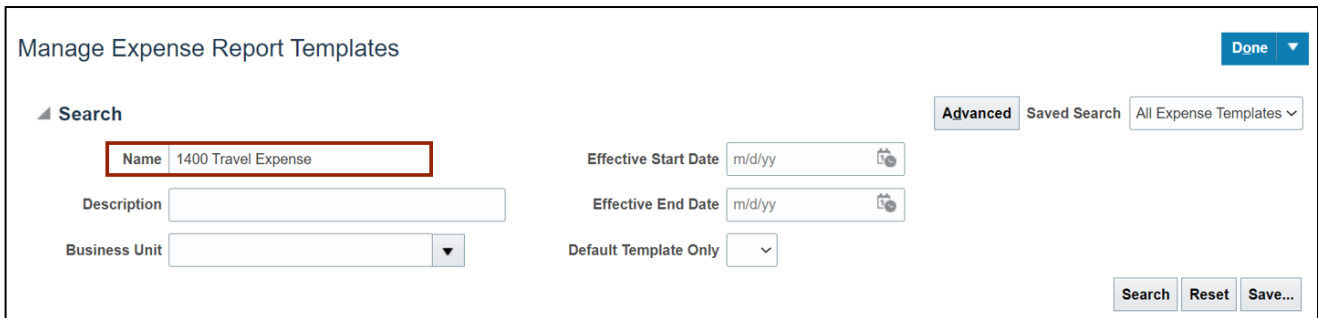 Manage Expense Report Templates
Done
Search
Advanced Saved Search All Expense Templates
Name 1400 Travel Expense Effective Start Date m/d/yy
Description Effective End Date m/d/yy
Business Unit Default Template Only
Search Reset Save...